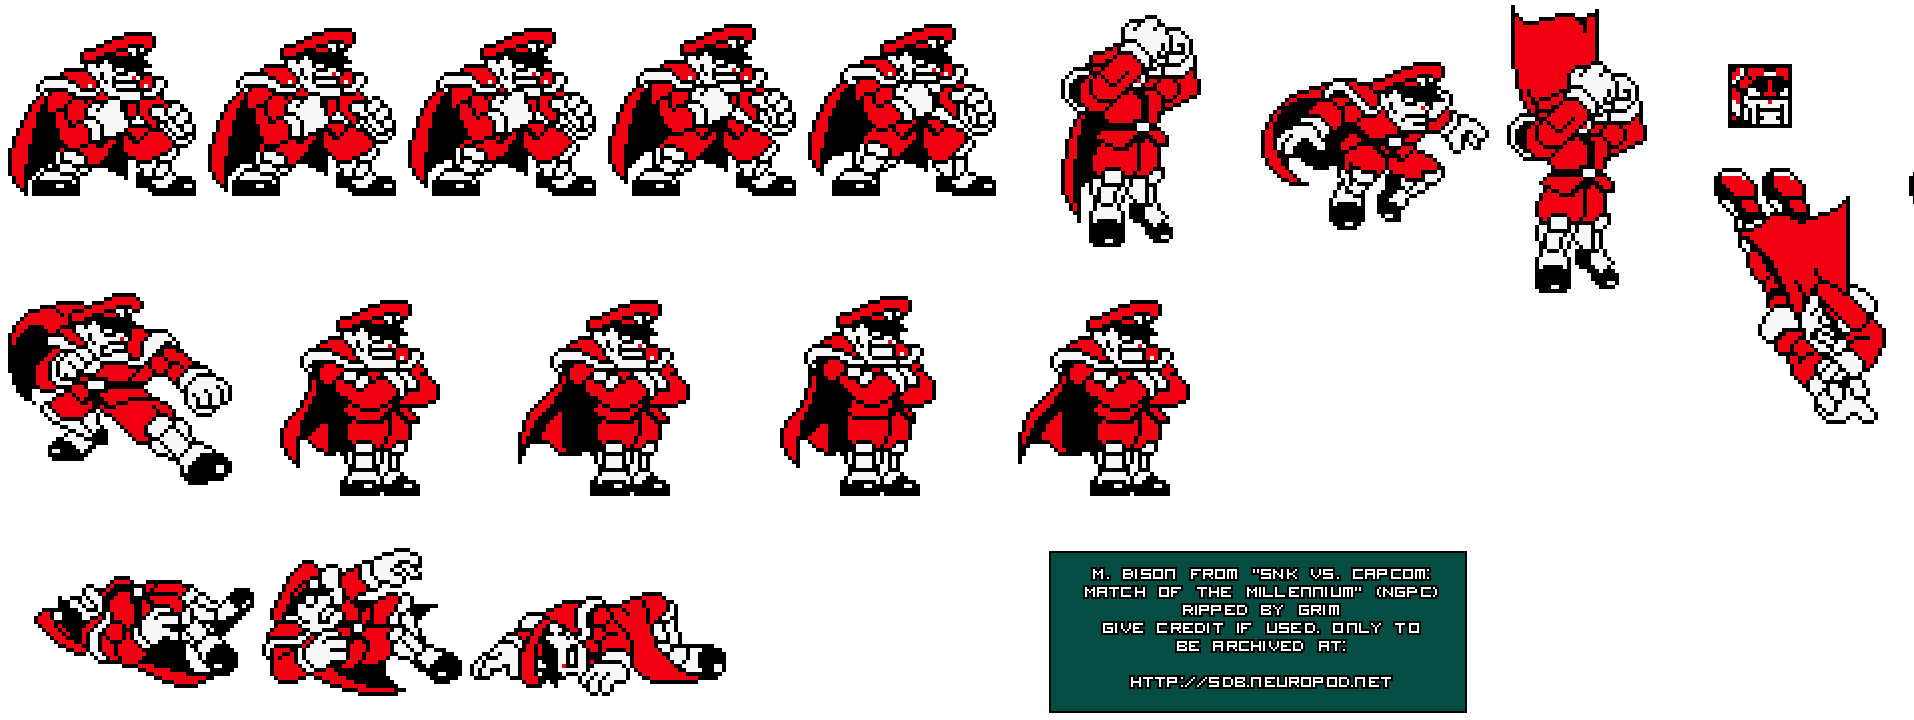 M. BISON FROM "SNK VS. CAPCOM:
MATCH OF THE MILLENNIUM" (NGPC)
RIPPED BY GRIM
GIVE CREDIT IF USED. ONLY TO
BE ARCHIVED AT:
HTTP://SDB.NEUROPOD.NET